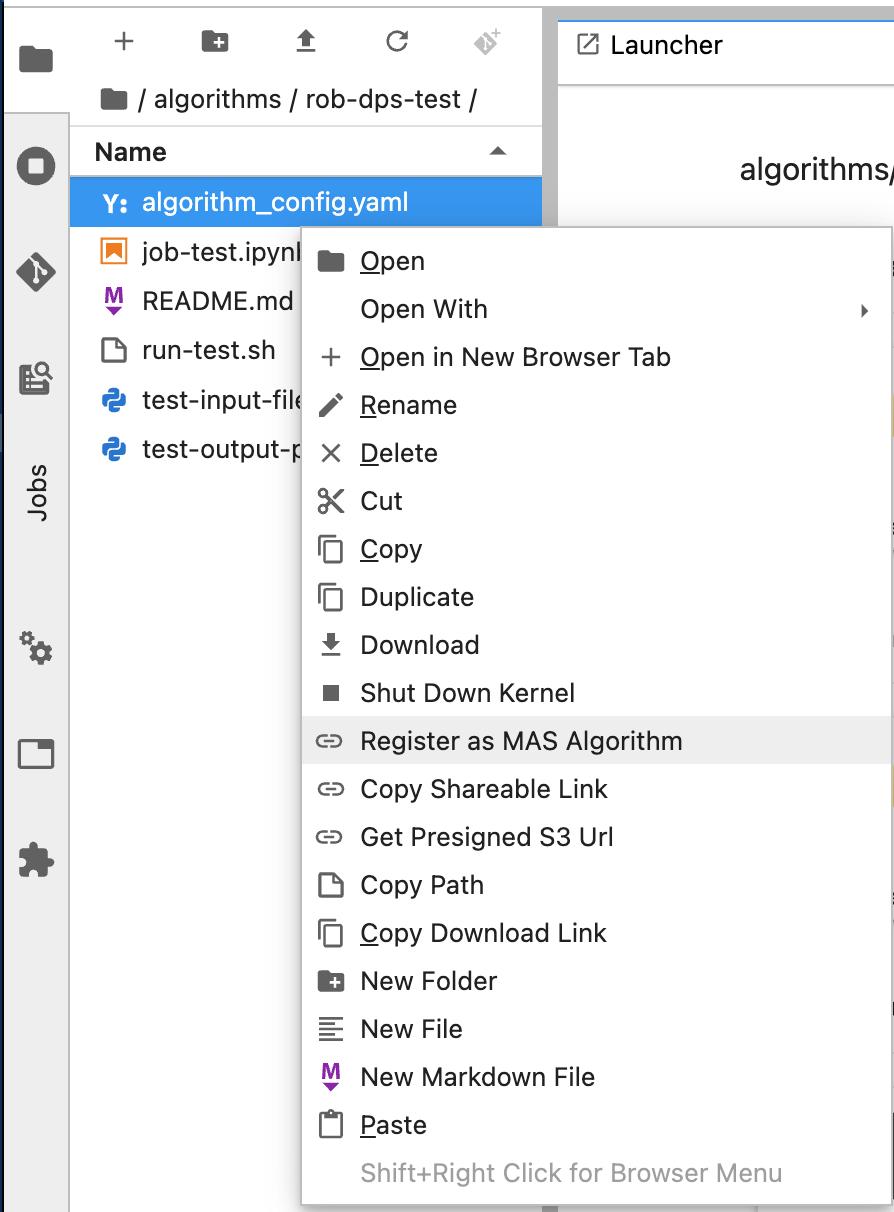 Launcher
/ algorithms / rob-dps-test /
Name
algorithms/
Y: algorithm_config.yaml
job-test.ipynb
M README.md
run-test.sh
test-input-file
test-output-p
Jobs
Open
Open With
Open in New Browser Tab
Rename
Delete
Cut
Copy
Duplicate
Download
Shut Down Kernel
Register as MAS Algorithm
Copy Shareable Link
Get Presigned S3 Url
Copy Path
Copy Download Link
New Folder
New File
M New Markdown File
Paste
Shift+Right Click for Browser Menu